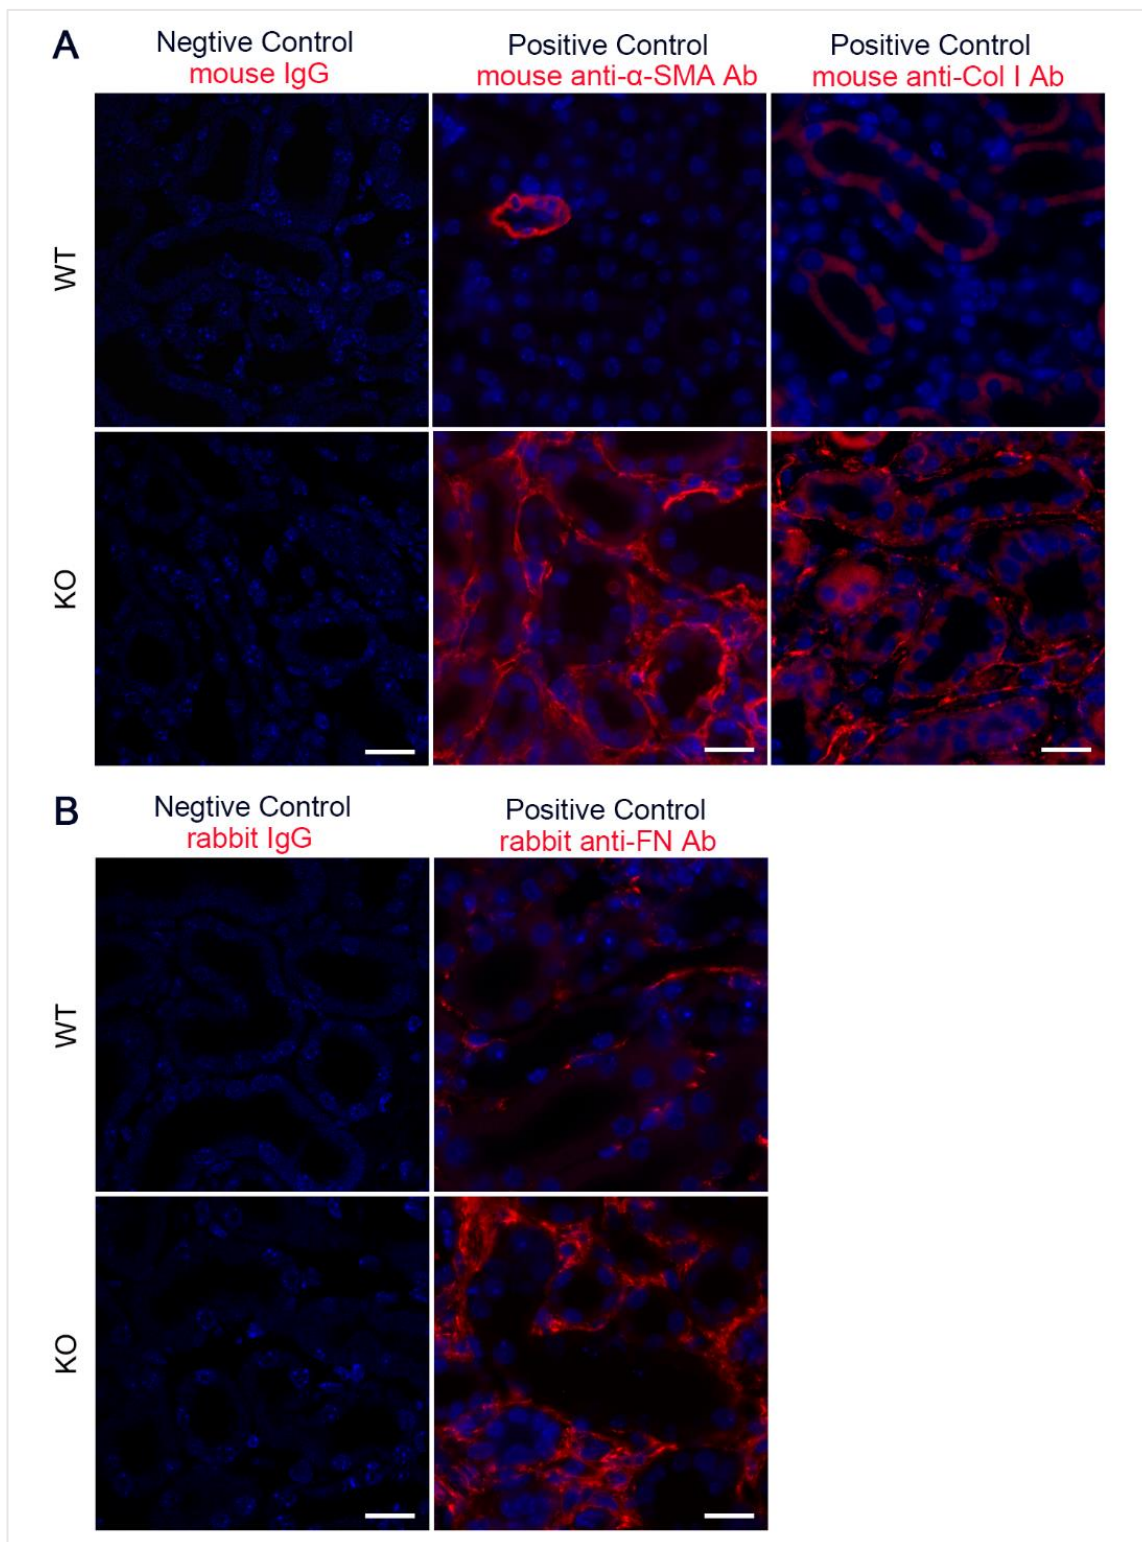 A
Negtive Control
mouse IgG
Positive Control
mouse anti-α-SMA Ab
Positive Control
mouse anti-Col I Ab
WT
KO
B
Negtive Control
rabbit IgG
Positive Control
rabbit anti-FN Ab
WT
KO